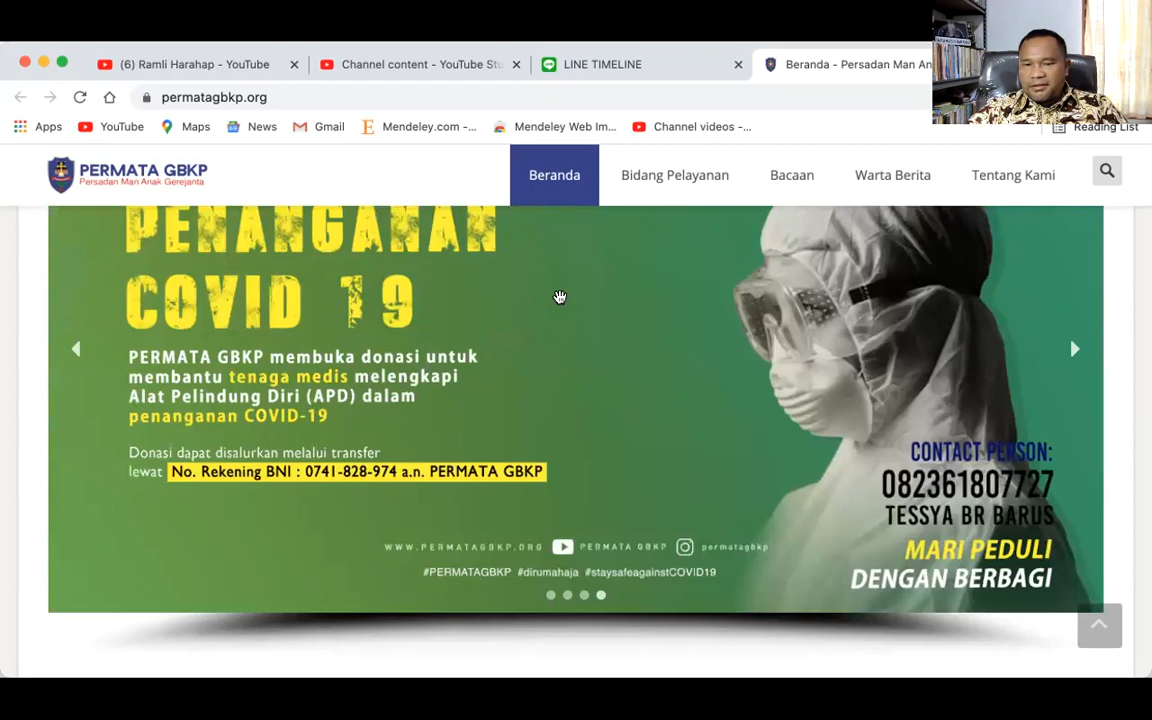 (6) Ramli Harahap - YouTube
Channel content - YouTube Stu
LINE TIMELINE
Beranda - Persadan Man An
permatagbkp.org
Apps
YouTube
Maps
News
Gmail
Mendeley.com -...
Mendeley Web Im...
Channel videos -...
Reading List
PERMATA GBKP
Persadan Man Anak Gerejanta
Beranda
Bidang Pelayanan
Bacaan
Warta Berita
Tentang Kami
PENANGANAN
COVID 19
PERMATA GBKP membuka donasi untuk
membantu tenaga medis melengkapi
Alat Pelindung Diri (APD) dalam
penanganan COVID-19
Donasi dapat disalurkan melalui transfer
lewat No. Rekening BNI : 0741-828-974 a.n. PERMATA GBKP
CONTACT PERSON:
082361807727
TESSYA BR BARUS
MARI PEDULI
DENGAN BERBAGI
WWW.PERMATAGBKP.ORG PERMATA GBKP permatagbkp
#PERMATAGBKP #dirumahaja #staysafeagainstCOVID19